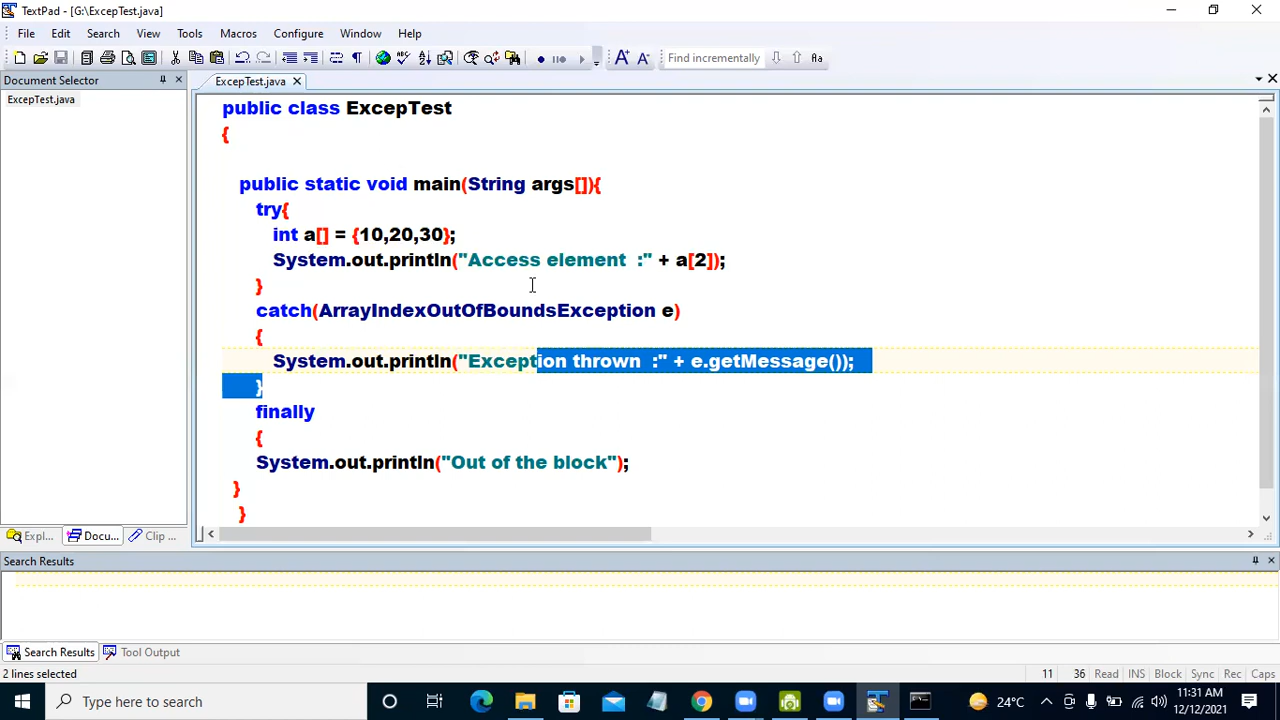 TextPad - [G:\ExcepTest.java]
File Edit Search View Tools Macros Configure Window Help
Find incrementally
Document Selector
ExcepTest.java
ExcepTest.java
public class ExcepTest
{
public static void main(String args[]){
try{
int a[] = {10,20,30};
System.out.println("Access element  :" + a[2]);
}
catch(ArrayIndexOutOfBoundsException e)
{
System.out.println("Exception thrown  :" + e.getMessage());
}
finally
{
System.out.println("Out of the block");
}
}
Expl... Docu... Clip ...
Search Results
Search Results Tool Output
2 lines selected 11 36 Read INS Block Sync Rec Caps
Type here to search 24°C 11:31 AM
12/12/2021